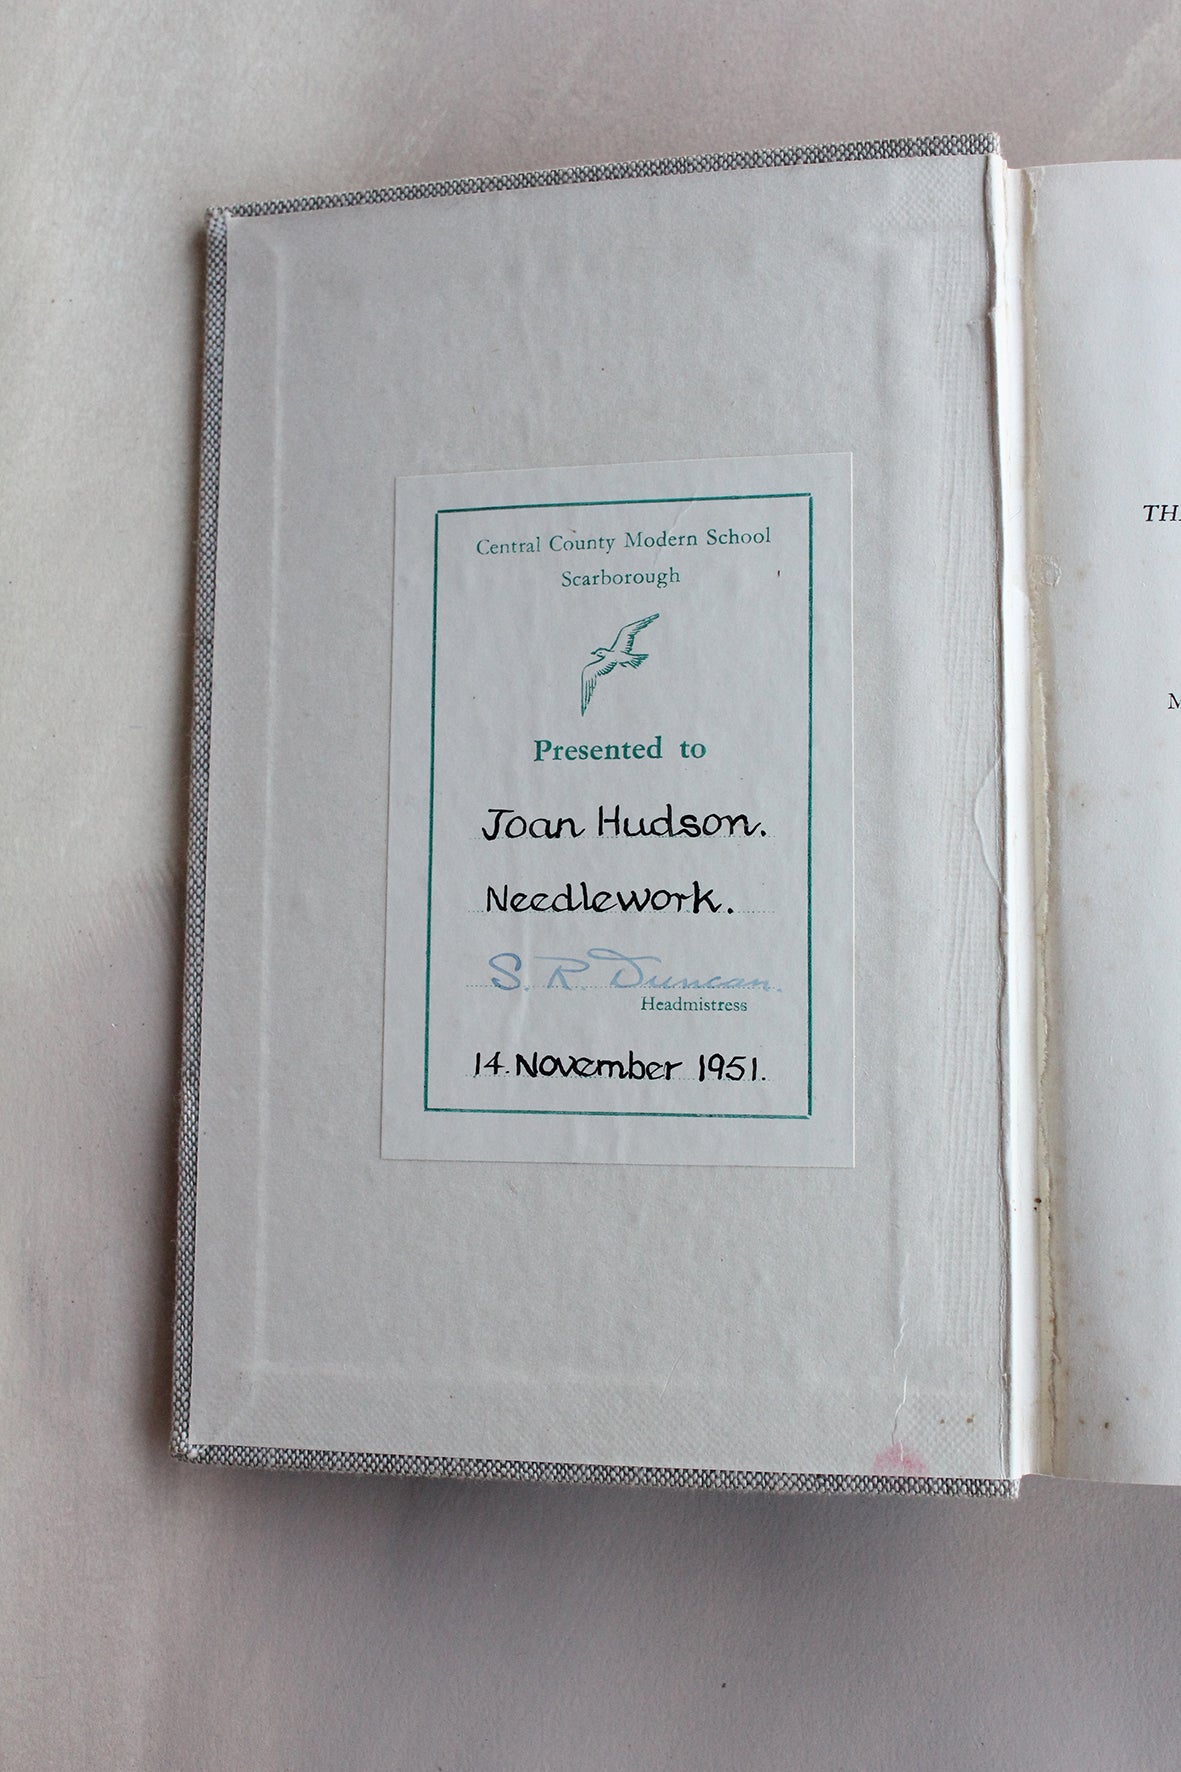 Central County Modern School
Scarborough
Presented to
Joan Hudson.
Needlework.
S. R. Duncan.
Headmistress
14. November 1951.